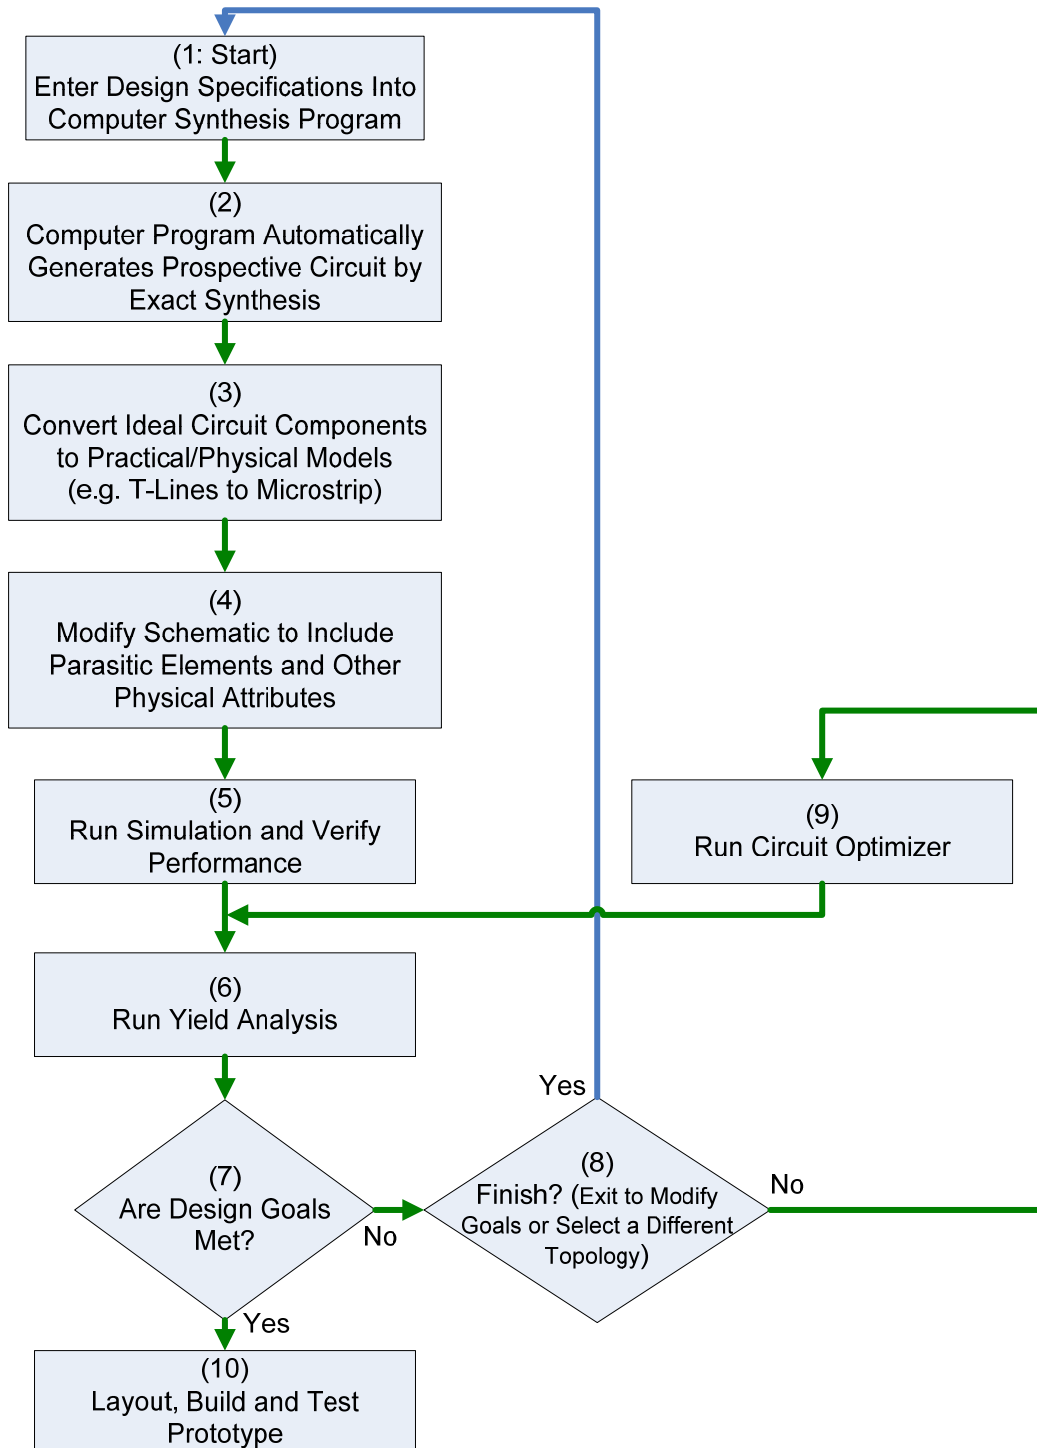 (1: Start)
Enter Design Specifications Into
Computer Synthesis Program
(2)
Computer Program Automatically
Generates Prospective Circuit by
Exact Synthesis
(3)
Convert Ideal Circuit Components
to Practical/Physical Models
(e.g. T-Lines to Microstrip)
(4)
Modify Schematic to Include
Parasitic Elements and Other
Physical Attributes
(5)
Run Simulation and Verify
Performance
(9)
Run Circuit Optimizer
(6)
Run Yield Analysis
(7)
Are Design Goals
Met?
No
Yes
(8)
Finish? (Exit to Modify
Goals or Select a Different
Topology)
Yes
No
(10)
Layout, Build and Test
Prototype